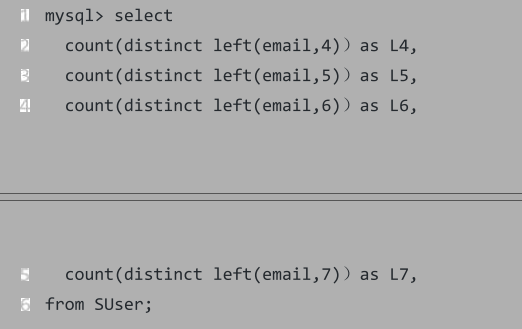 1 mysql> select
2 count(distinct left(email,4)）as L4,
3 count(distinct left(email,5)）as L5,
4 count(distinct left(email,6)）as L6,
5 count(distinct left(email,7)）as L7,
6 from SUser;